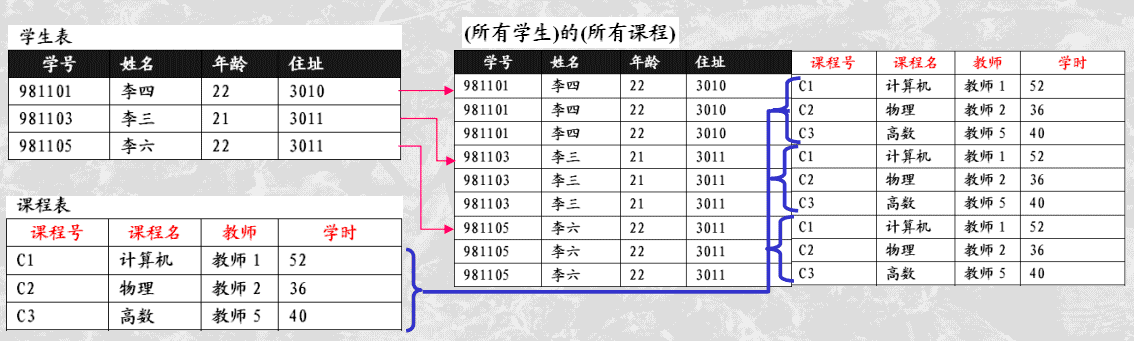 学生表
学号 姓名 年龄 住址
981101 李四 22 3010
981103 李三 21 3011
981105 李六 22 3011
课程表
课程号 课程名 教师 学时
C1 计算机 教师 1 52
C2 物理 教师 2 36
C3 高数 教师 5 40
(所有学生)的(所有课程)
学号 姓名 年龄 住址 课程号 课程名 教师 学时
981101 李四 22 3010 C1 计算机 教师 1 52
981101 李四 22 3010 C2 物理 教师 2 36
981101 李四 22 3010 C3 高数 教师 5 40
981103 李三 21 3011 C1 计算机 教师 1 52
981103 李三 21 3011 C2 物理 教师 2 36
981103 李三 21 3011 C3 高数 教师 5 40
981105 李六 22 3011 C1 计算机 教师 1 52
981105 李六 22 3011 C2 物理 教师 2 36
981105 李六 22 3011 C3 高数 教师 5 40